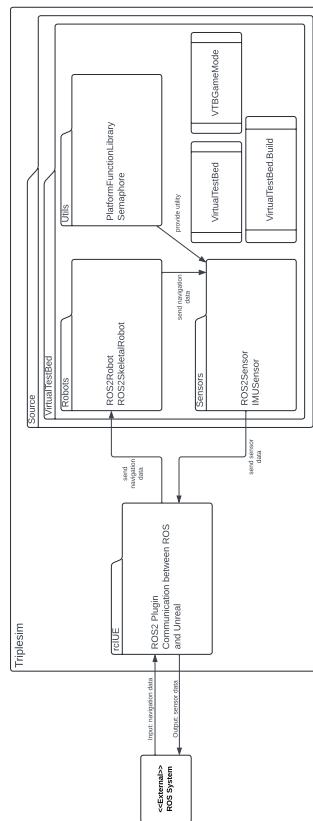 Triplesim
Source
VirtualTestBed
Robots
ROS2Robot
ROS2SkeletalRobot
Utils
PlatformFunctionLibrary
Semaphore
Sensors
ROS2Sensor
IMUSensor
VirtualTestBed
VTBGameMode
VirtualTestBed.Build
provide utility
send navigation
data
send
navigation
data
send sensor
data
rclUE
ROS2 Plugin
Communication between ROS
and Unreal
Input: navigation data
Output: sensor data
<<External>>
ROS System